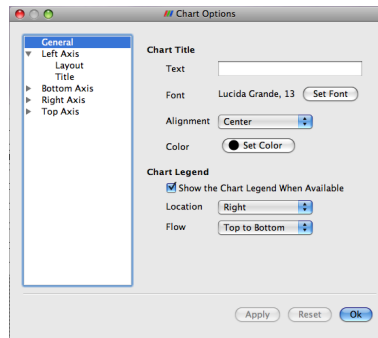 Chart Options
General
Left Axis
Layout
Title
Bottom Axis
Right Axis
Top Axis
Chart Title
Text
Font Lucida Grande, 13 Set Font
Alignment Center
Color Set Color
Chart Legend
Show the Chart Legend When Available
Location Right
Flow Top to Bottom
Apply Reset Ok